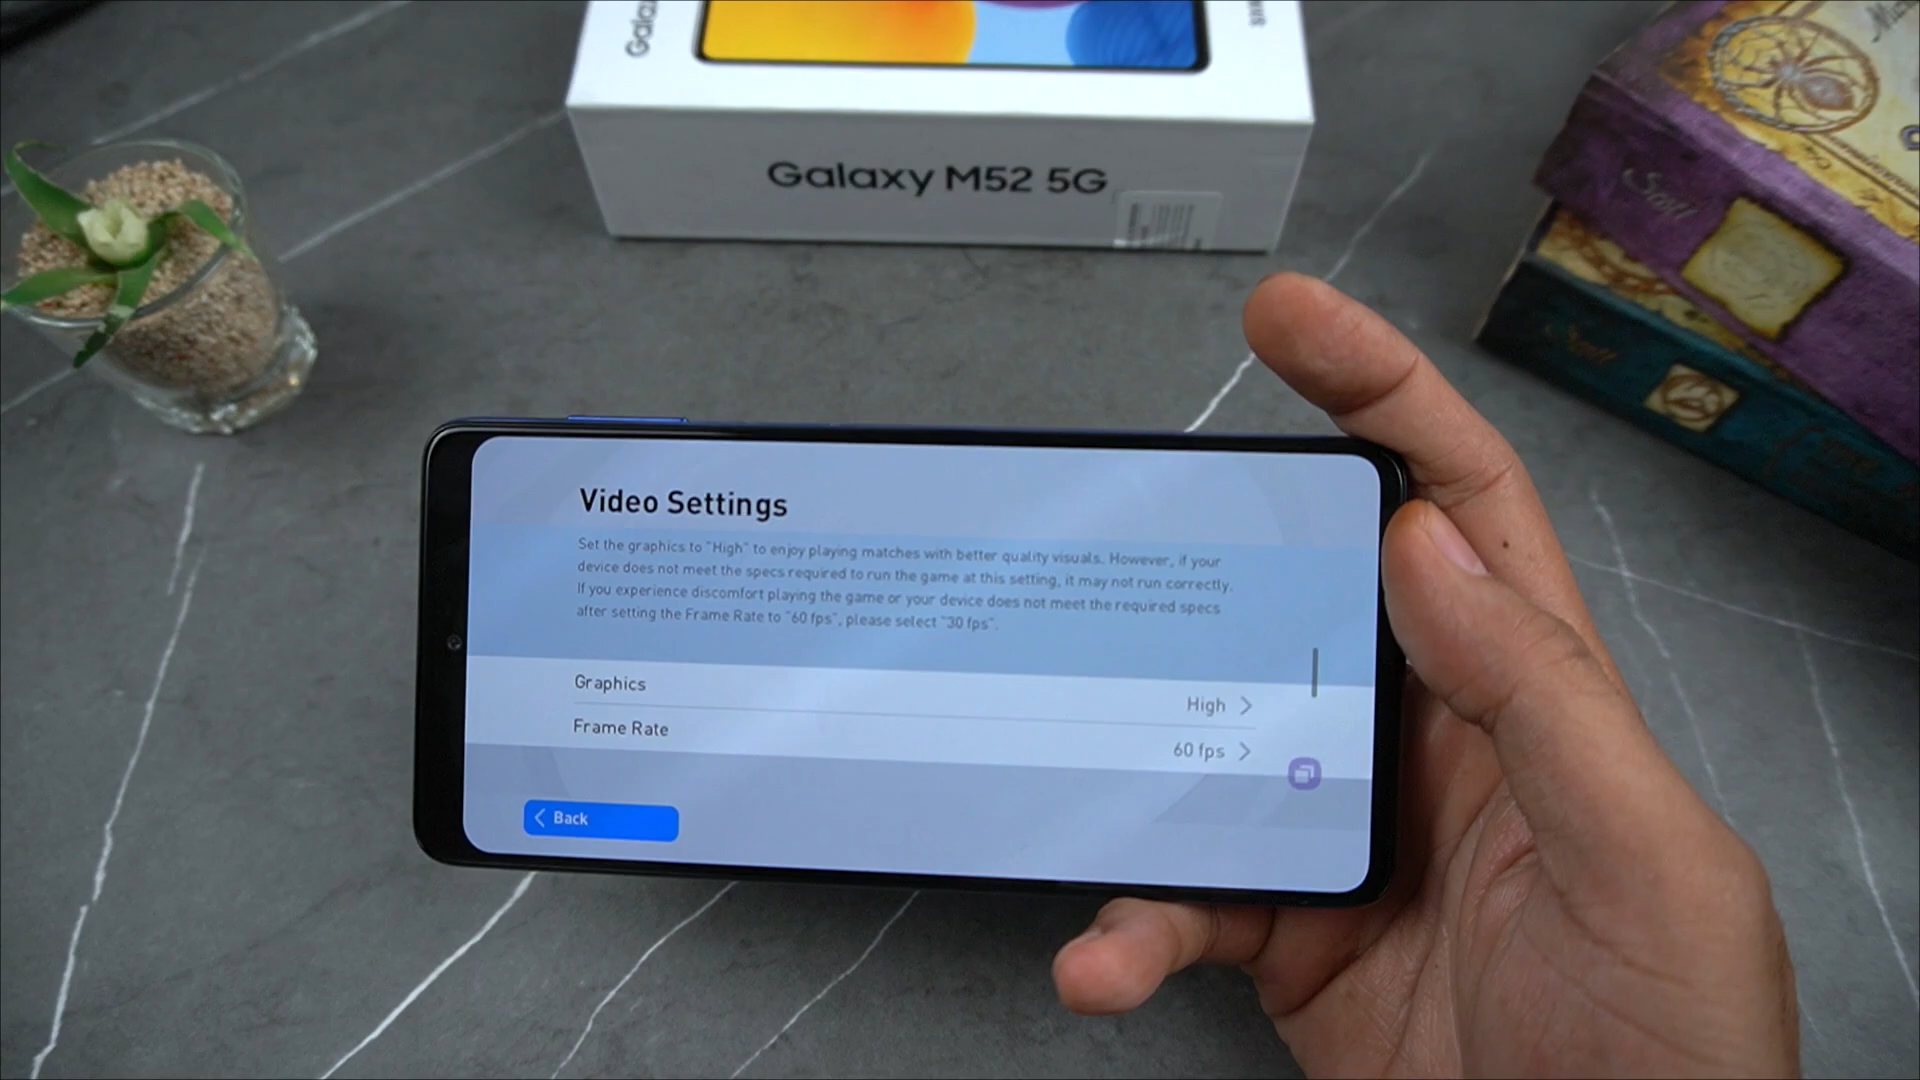 Galaxy M52 5G
Scroll
Video Settings
Set the graphics to "High" to enjoy playing matches with better quality visuals. However, if your
device does not meet the specs required to run the game at this setting, it may not run correctly.
If you experience discomfort playing the game or your device does not meet the required specs
after setting the Frame Rate to "60 fps", please select "30 fps".
Graphics
High
Frame Rate
60 fps
Back